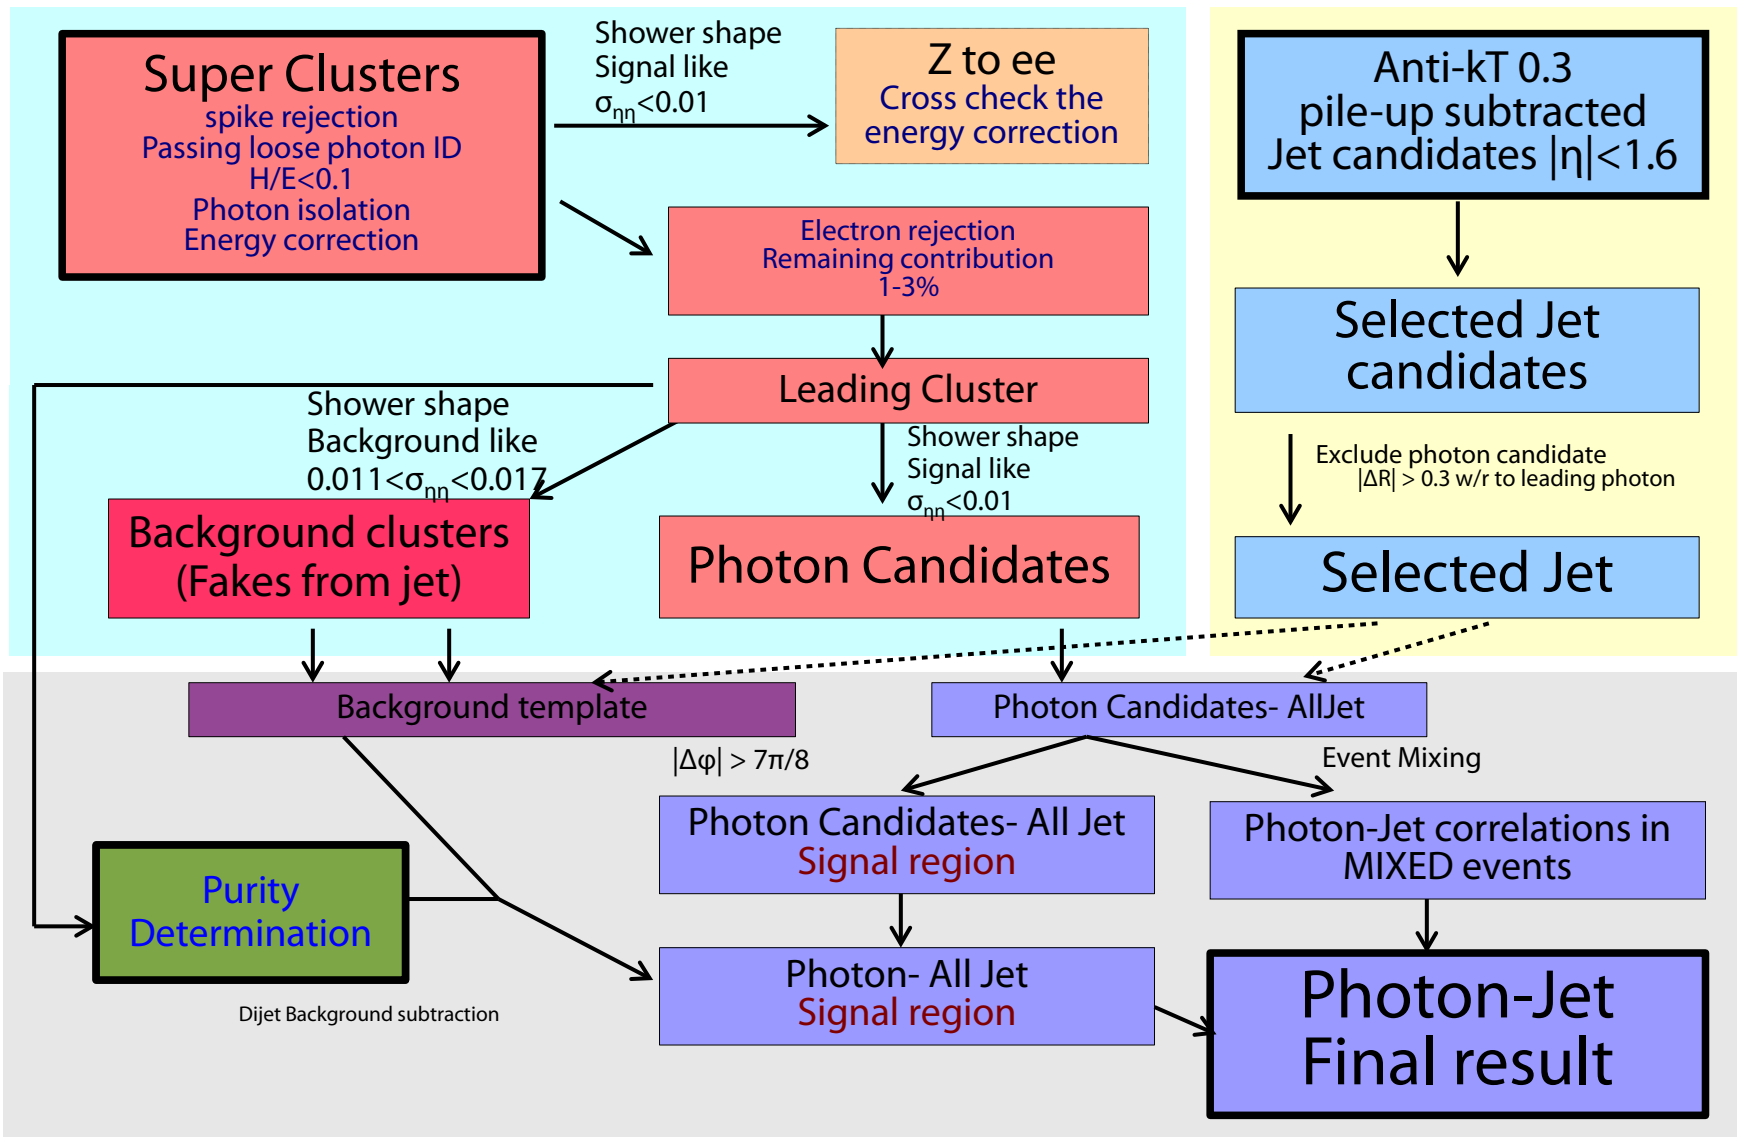 Super Clusters
spike rejection
Passing loose photon ID
H/E<0.1
Photon isolation
Energy correction
Shower shape
Signal like
σηη<0.01
Z to ee
Cross check the
energy correction
Anti-kT 0.3
pile-up subtracted
Jet candidates |η|<1.6
Electron rejection
Remaining contribution
1-3%
Selected Jet
candidates
Leading Cluster
Shower shape
Background like
0.011<σηη<0.017
Shower shape
Signal like
σηη<0.01
Exclude photon candidate
|ΔR| > 0.3 w/r to leading photon
Background clusters
(Fakes from jet)
Photon Candidates
Selected Jet
Background template
Photon Candidates- AllJet
|Δφ| > 7π/8
Event Mixing
Photon Candidates- All Jet
Signal region
Photon-Jet correlations in
MIXED events
Purity
Determination
Photon- All Jet
Signal region
Photon-Jet
Final result
Dijet Background subtraction